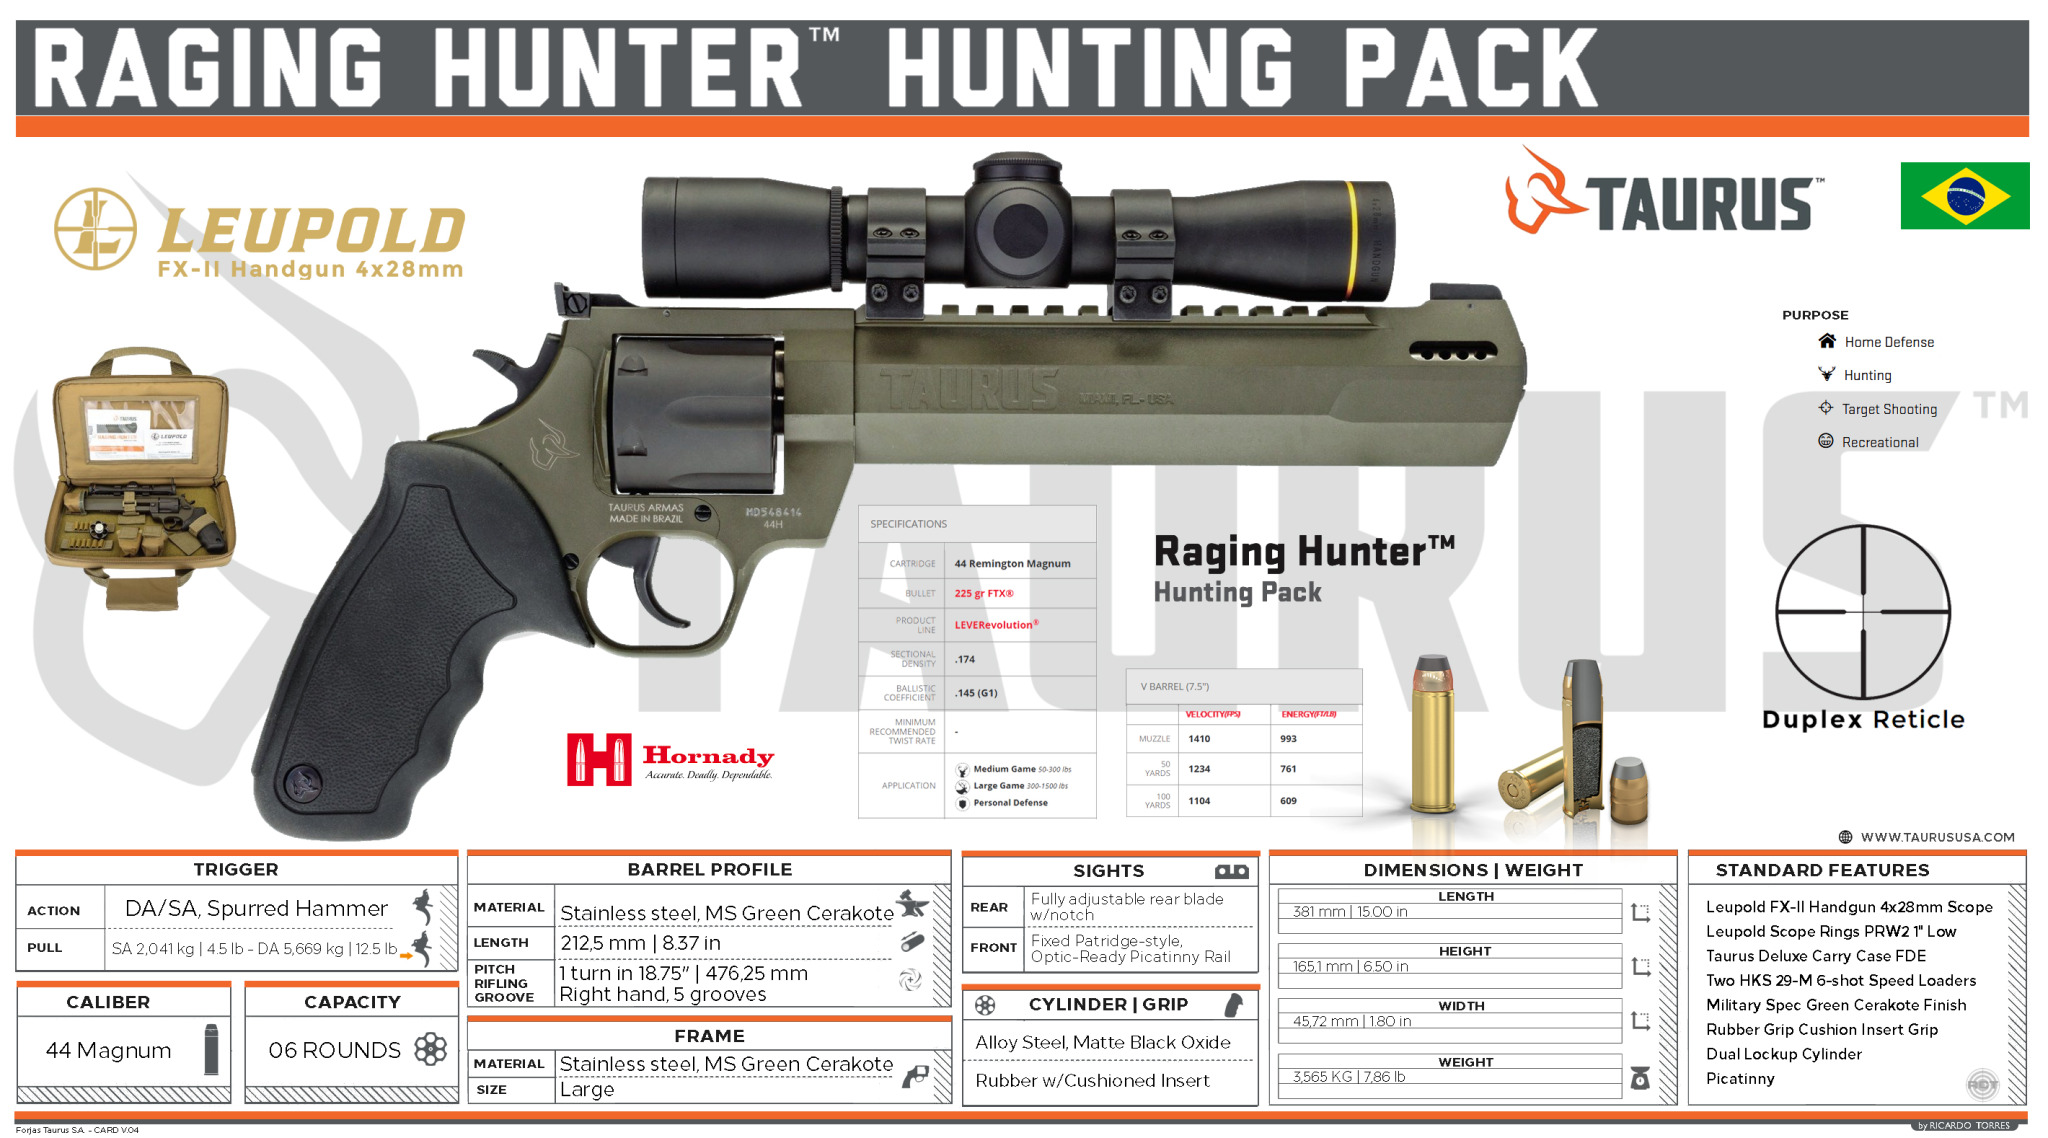 RAGING HUNTER™ HUNTING PACK
LEUPOLD
FX-II Handgun 4x28mm
TAURUS™
PURPOSE
Home Defense
Hunting
Target Shooting
Recreational
TAURUS™
TAURUS
MIAMI, FL - USA
TAURUS ARMAS
MADE IN BRAZIL
MD548414
44H
TAURUS
RAGING HUNTER
LEUPOLD
SPECIFICATIONS
CARTRIDGE 44 Remington Magnum
BULLET 225 gr FTX®
PRODUCT LINE LEVERevolution®
SECTIONAL DENSITY .174
BALLISTIC COEFFICIENT .145 (G1)
MINIMUM RECOMMENDED TWIST RATE -
APPLICATION
Medium Game 50-300 lbs
Large Game 300-1500 lbs
Personal Defense
Raging Hunter™
Hunting Pack
V BARREL (7.5")
VELOCITY(FPS) ENERGY(FT/LB)
MUZZLE 1410 993
50 YARDS 1234 761
100 YARDS 1104 609
Hornady
Accurate. Deadly. Dependable.
Duplex Reticle
WWW.TAURUSUSA.COM
TRIGGER
ACTION DA/SA, Spurred Hammer
PULL SA 2,041 kg | 4.5 lb - DA 5,669 kg | 12.5 lb
CALIBER
44 Magnum
CAPACITY
06 ROUNDS
BARREL PROFILE
MATERIAL Stainless steel, MS Green Cerakote
LENGTH 212,5 mm | 8.37 in
PITCH RIFLING GROOVE
1 turn in 18.75" | 476,25 mm
Right hand, 5 grooves
FRAME
MATERIAL Stainless steel, MS Green Cerakote
SIZE Large
SIGHTS
REAR Fully adjustable rear blade
w/notch
FRONT Fixed Patridge-style,
Optic-Ready Picatinny Rail
CYLINDER | GRIP
Alloy Steel, Matte Black Oxide
Rubber w/Cushioned Insert
DIMENSIONS | WEIGHT
LENGTH
381 mm | 15.00 in
HEIGHT
165,1 mm | 6.50 in
WIDTH
45,72 mm | 1.80 in
WEIGHT
3,565 KG | 7,86 lb
STANDARD FEATURES
Leupold FX-II Handgun 4x28mm Scope
Leupold Scope Rings PRW2 1" Low
Taurus Deluxe Carry Case FDE
Two HKS 29-M 6-shot Speed Loaders
Military Spec Green Cerakote Finish
Rubber Grip Cushion Insert Grip
Dual Lockup Cylinder
Picatinny
RCT
Forjas Taurus S.A. - CARD V.04
by RICARDO TORRES